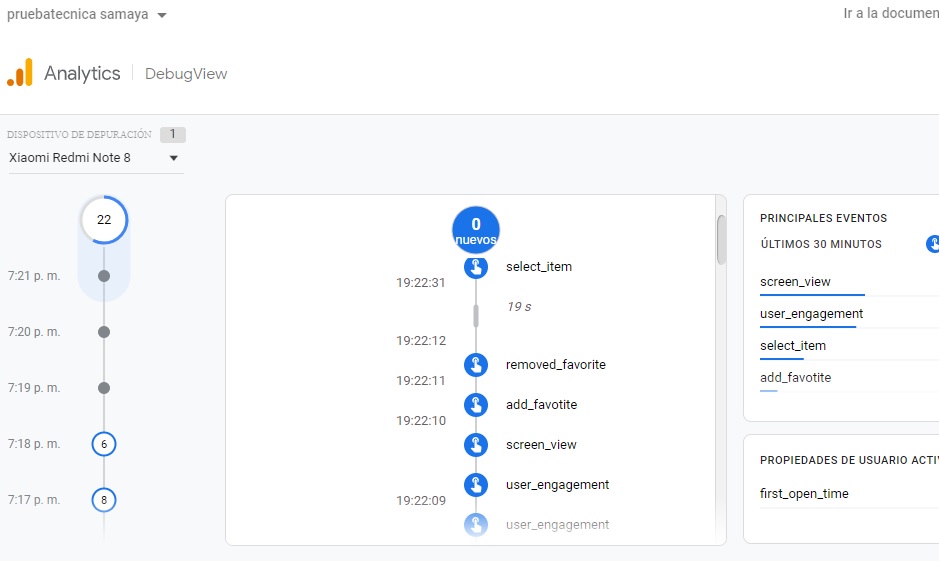 pruebatecnica samaya
Ir a la documen
Analytics
DebugView
DISPOSITIVO DE DEPURACIÓN 1
Xiaomi Redmi Note 8
22
7:21 p. m.
7:20 p. m.
7:19 p. m.
7:18 p. m. 6
7:17 p. m. 8
0
nuevos
select_item
19:22:31
19 s
19:22:12
removed_favorite
19:22:11
add_favotite
19:22:10
screen_view
user_engagement
19:22:09
user_engagement
PRINCIPALES EVENTOS
ÚLTIMOS 30 MINUTOS
screen_view
user_engagement
select_item
add_favotite
PROPIEDADES DE USUARIO ACTIV
first_open_time